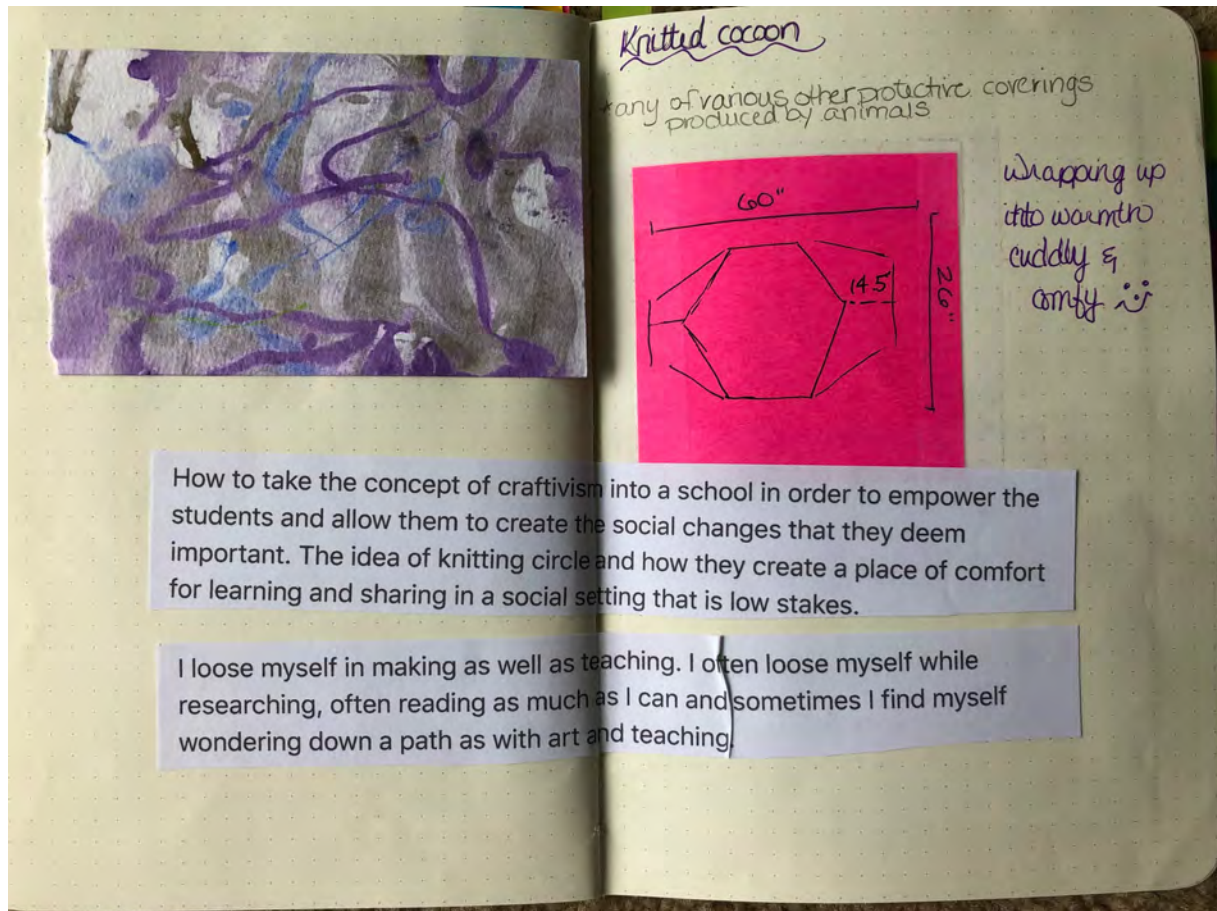 Knitted cocoon
*any of various other protective coverings
produced by animals
60"
14.5
26"
wrapping up
into warmth
cuddly &
comfy
How to take the concept of craftivism into a school in order to empower the
students and allow them to create the social changes that they deem
important. The idea of knitting circle and how they create a place of comfort
for learning and sharing in a social setting that is low stakes.
I loose myself in making as well as teaching. I often loose myself while
researching, often reading as much as I can and sometimes I find myself
wondering down a path as with art and teaching.